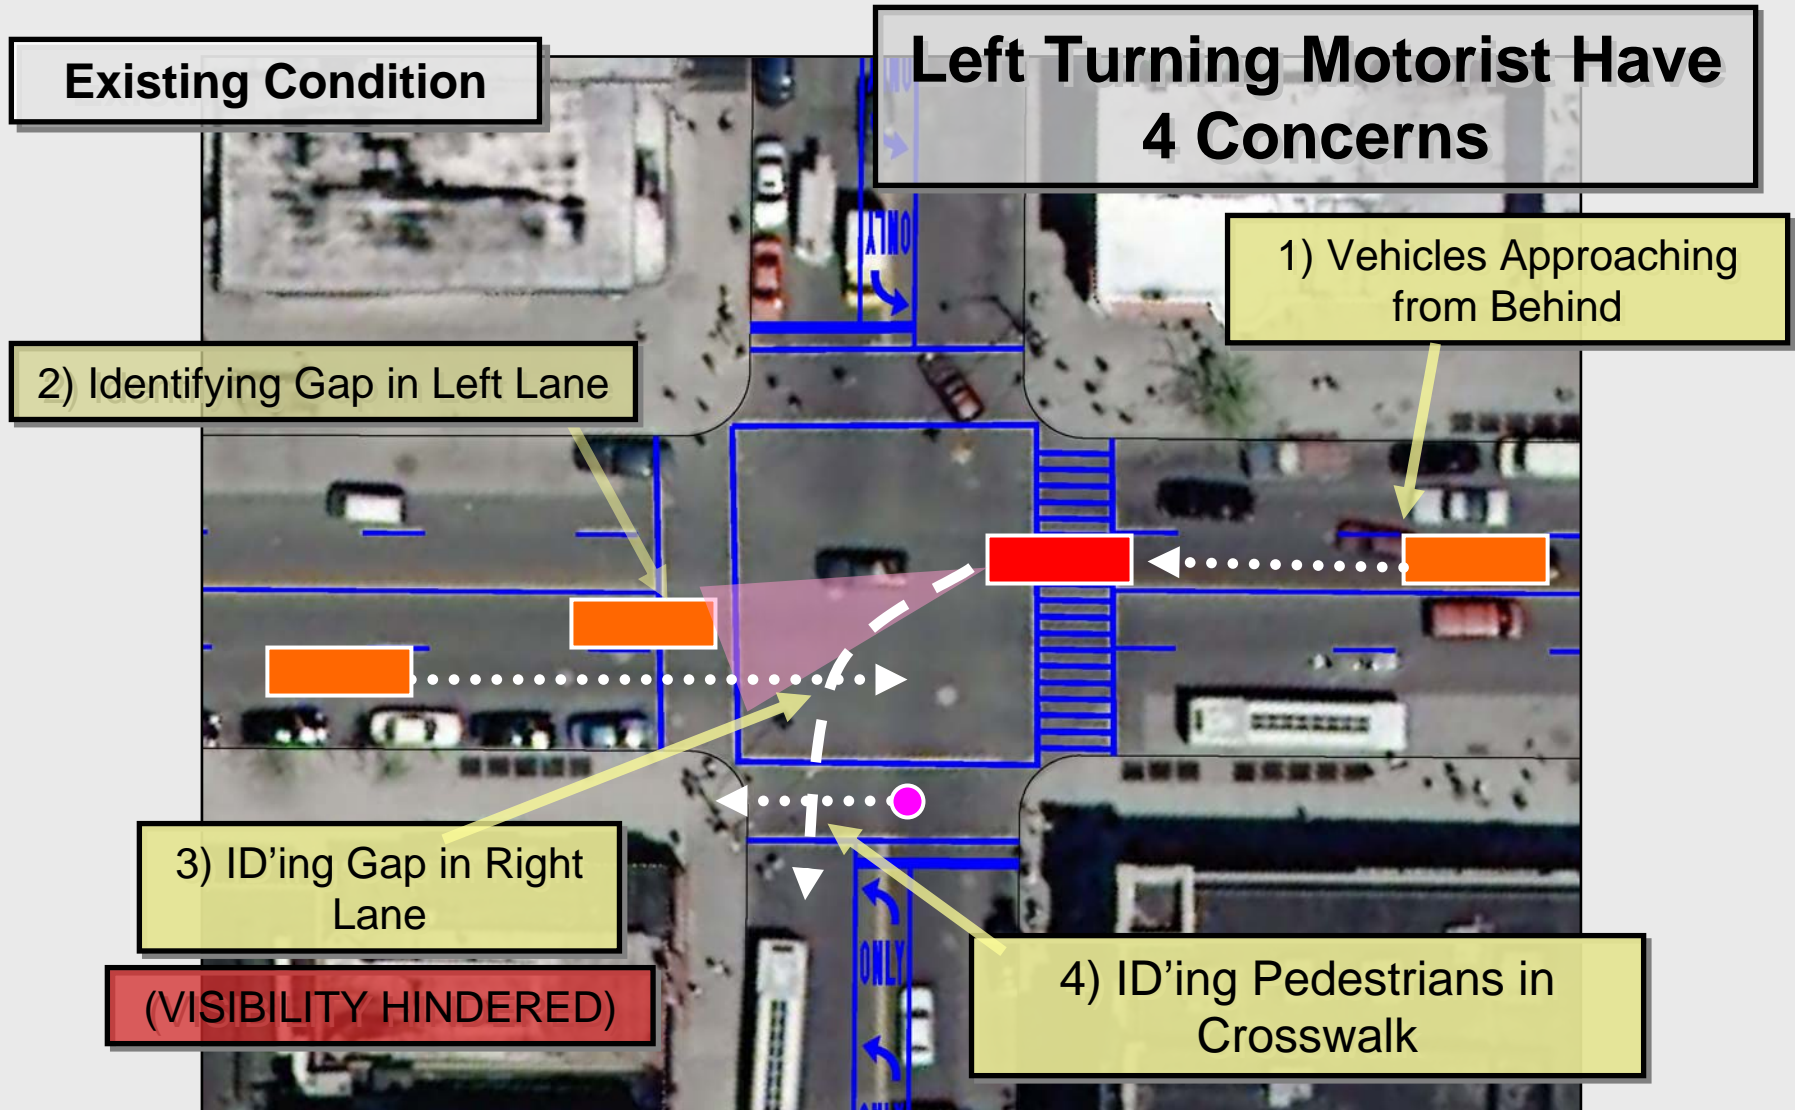 Existing Condition
Left Turning Motorist Have
4 Concerns
ONLY
1) Vehicles Approaching
from Behind
2) Identifying Gap in Left Lane
3) ID’ing Gap in Right
Lane
(VISIBILITY HINDERED)
ONLY
4) ID’ing Pedestrians in
Crosswalk